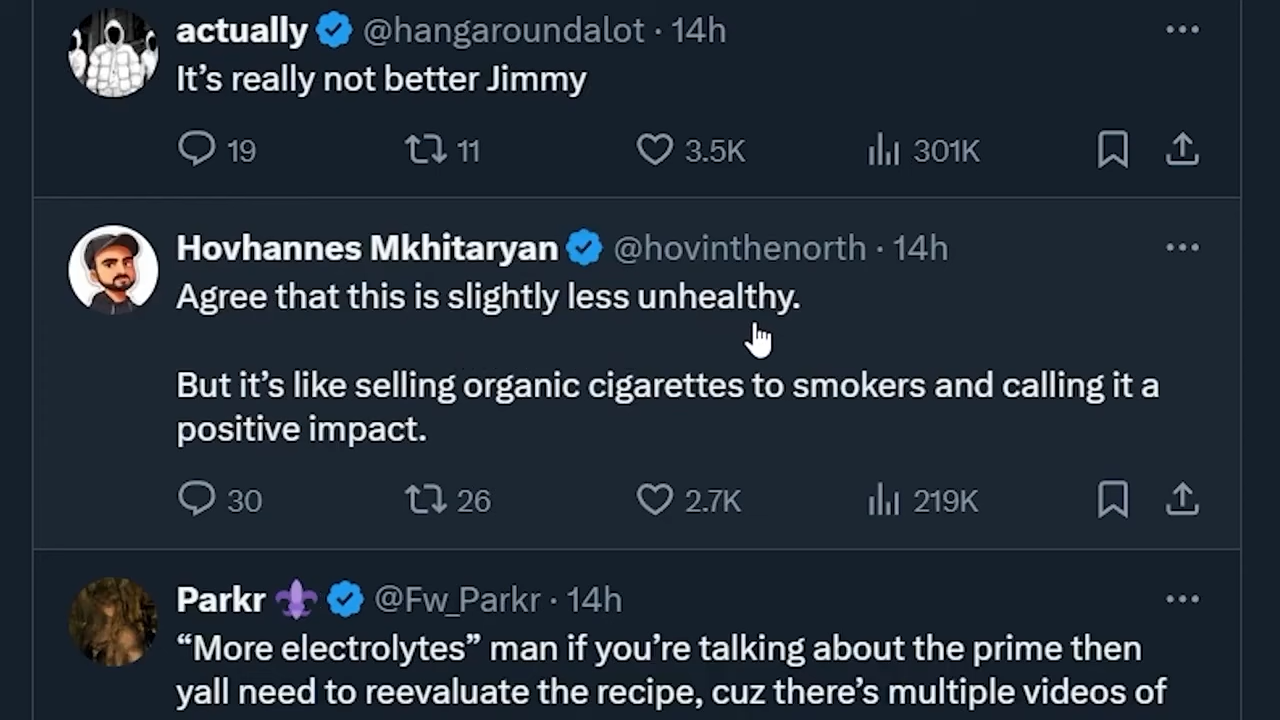 actually @hangaroundalot · 14h
It’s really not better Jimmy
19 11 3.5K 301K
Hovhannes Mkhitaryan @hovinthenorth · 14h
Agree that this is slightly less unhealthy.
But it’s like selling organic cigarettes to smokers and calling it a
positive impact.
30 26 2.7K 219K
Parkr @Fw_Parkr · 14h
“More electrolytes” man if you’re talking about the prime then
yall need to reevaluate the recipe, cuz there’s multiple videos of